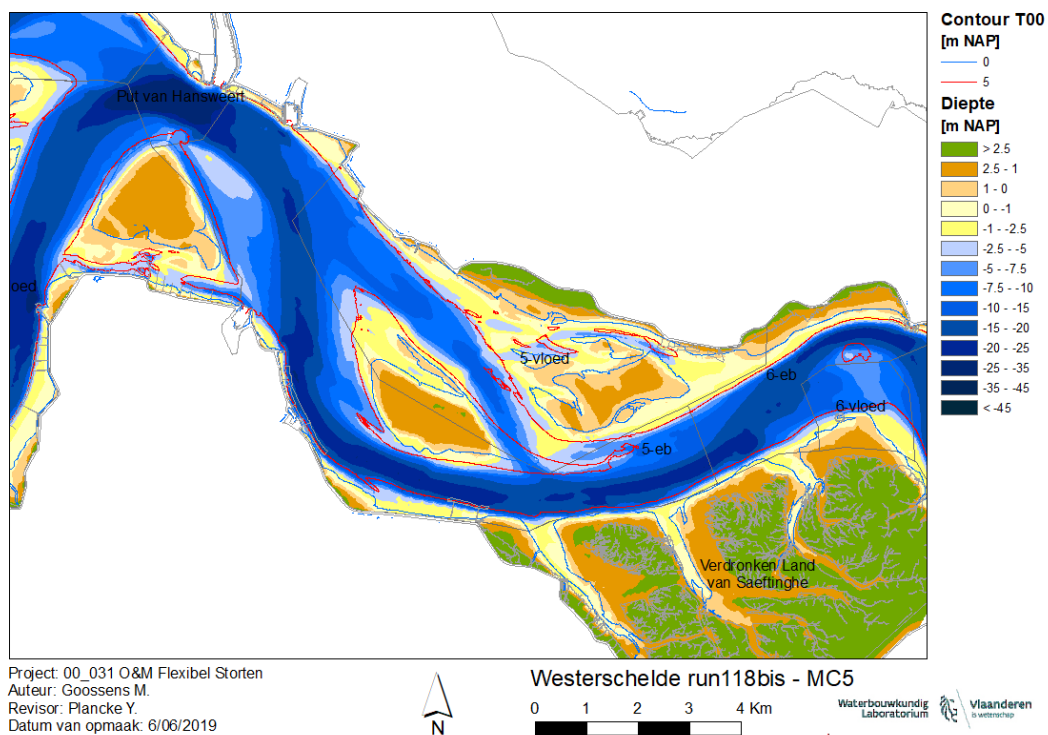 Put van Hansweert
oed
5-vloed
6-eb
6-vloed
5-eb
Verdronken Land
van Saeftinghe
Contour T00
[m NAP]
0
5
Diepte
[m NAP]
> 2.5
2.5 - 1
1 - 0
0 - -1
-1 - -2.5
-2.5 - -5
-5 - -7.5
-7.5 - -10
-10 - -15
-15 - -20
-20 - -25
-25 - -35
-35 - -45
< -45
Project: 00_031 O&M Flexibel Storten
Auteur: Goossens M.
Revisor: Plancke Y.
Datum van opmaak: 6/06/2019
N
Westerschelde run118bis - MC5
0 1 2 3 4 Km
Waterbouwkundig
Laboratorium
Vlaanderen
is wetenschap